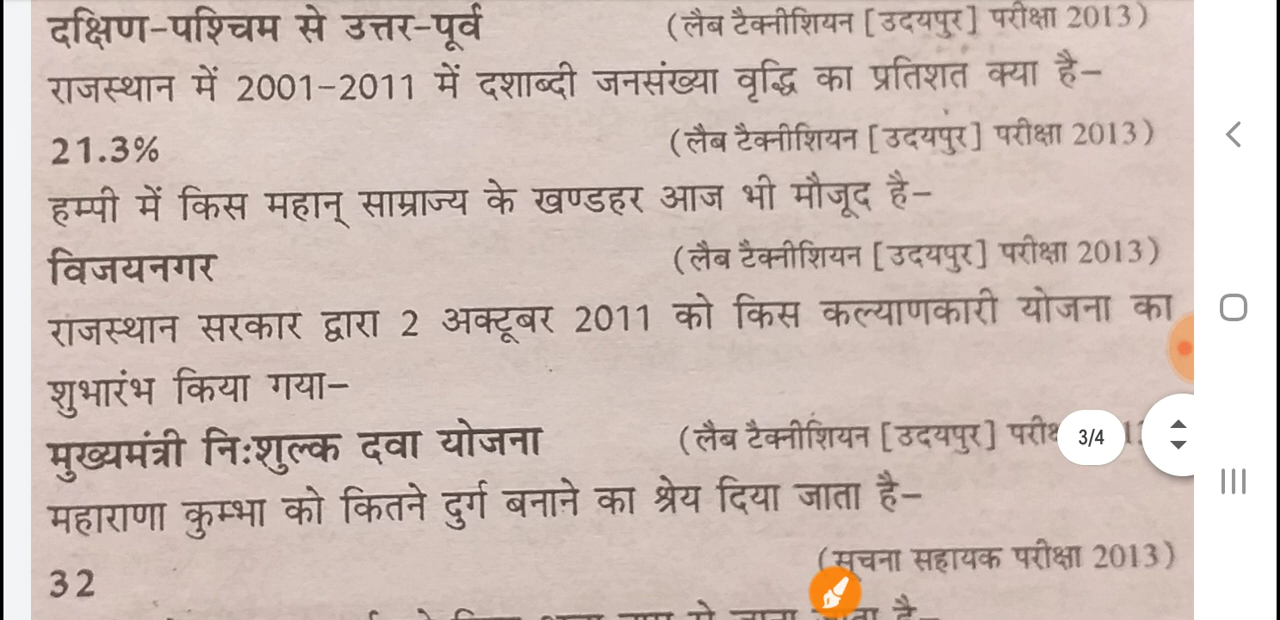 दक्षिण-पश्चिम से उत्तर-पूर्व (लैब टैक्नीशियन [उदयपुर] परीक्षा 2013)
राजस्थान में 2001-2011 में दशाब्दी जनसंख्या वृद्धि का प्रतिशत क्या है-
21.3% (लैब टैक्नीशियन [उदयपुर] परीक्षा 2013)
हम्पी में किस महान् साम्राज्य के खण्डहर आज भी मौजूद है-
विजयनगर (लैब टैक्नीशियन [उदयपुर] परीक्षा 2013)
राजस्थान सरकार द्वारा 2 अक्टूबर 2011 को किस कल्याणकारी योजना का
शुभारंभ किया गया-
मुख्यमंत्री नि:शुल्क दवा योजना (लैब टैक्नीशियन [उदयपुर]
3/4
महाराणा कुम्भा को कितने दुर्ग बनाने का श्रेय दिया जाता है-
(सूचना सहायक परीक्षा 2013)
32